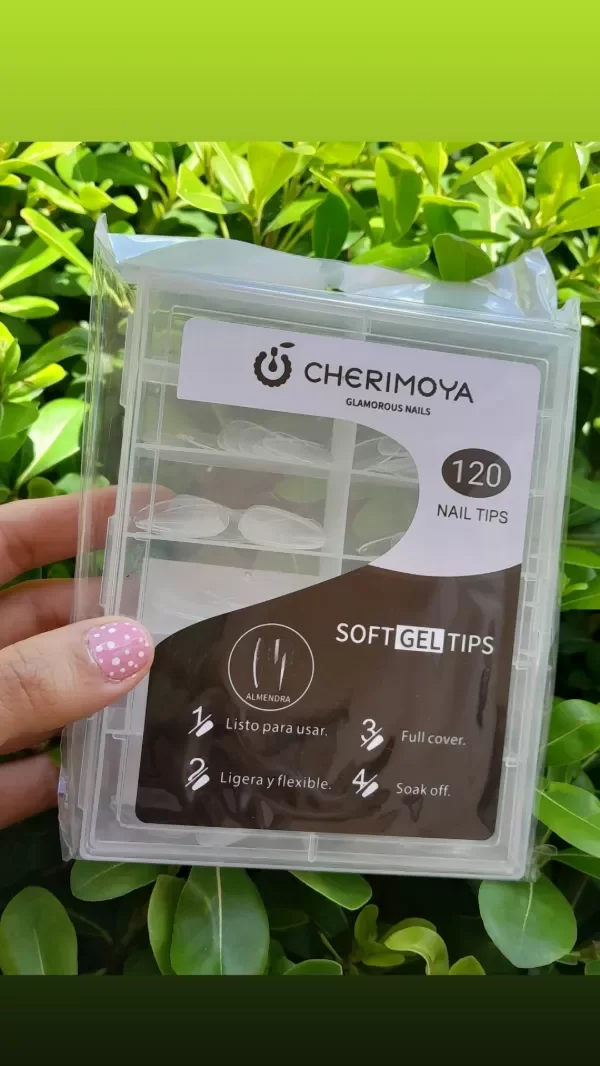 CHERIMOYA
GLAMOROUS NAILS
120
NAIL TIPS
SOFT GEL TIPS
ALMENDRA
1 Listo para usar.
2 Ligera y flexible.
3 Full cover.
4 Soak off.